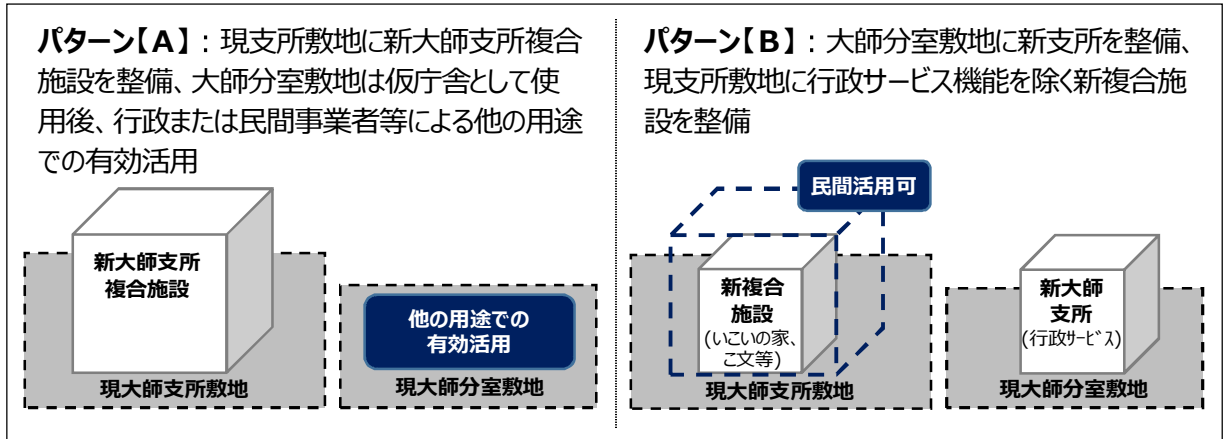 パターン【A】:現支所敷地に新大師支所複合
施設を整備、大師分室敷地は仮庁舎として使
用後、行政または民間事業者等による他の用途
での有効活用
新大師支所
複合施設
現大師支所敷地
他の用途での
有効活用
現大師分室敷地
パターン【B】:大師分室敷地に新支所を整備、
現支所敷地に行政サービス機能を除く新複合施
設を整備
民間活用可
新複合
施設
(いこいの家、
こ文等)
現大師支所敷地
新大師
支所
(行政ｻｰﾋﾞｽ)
現大師分室敷地